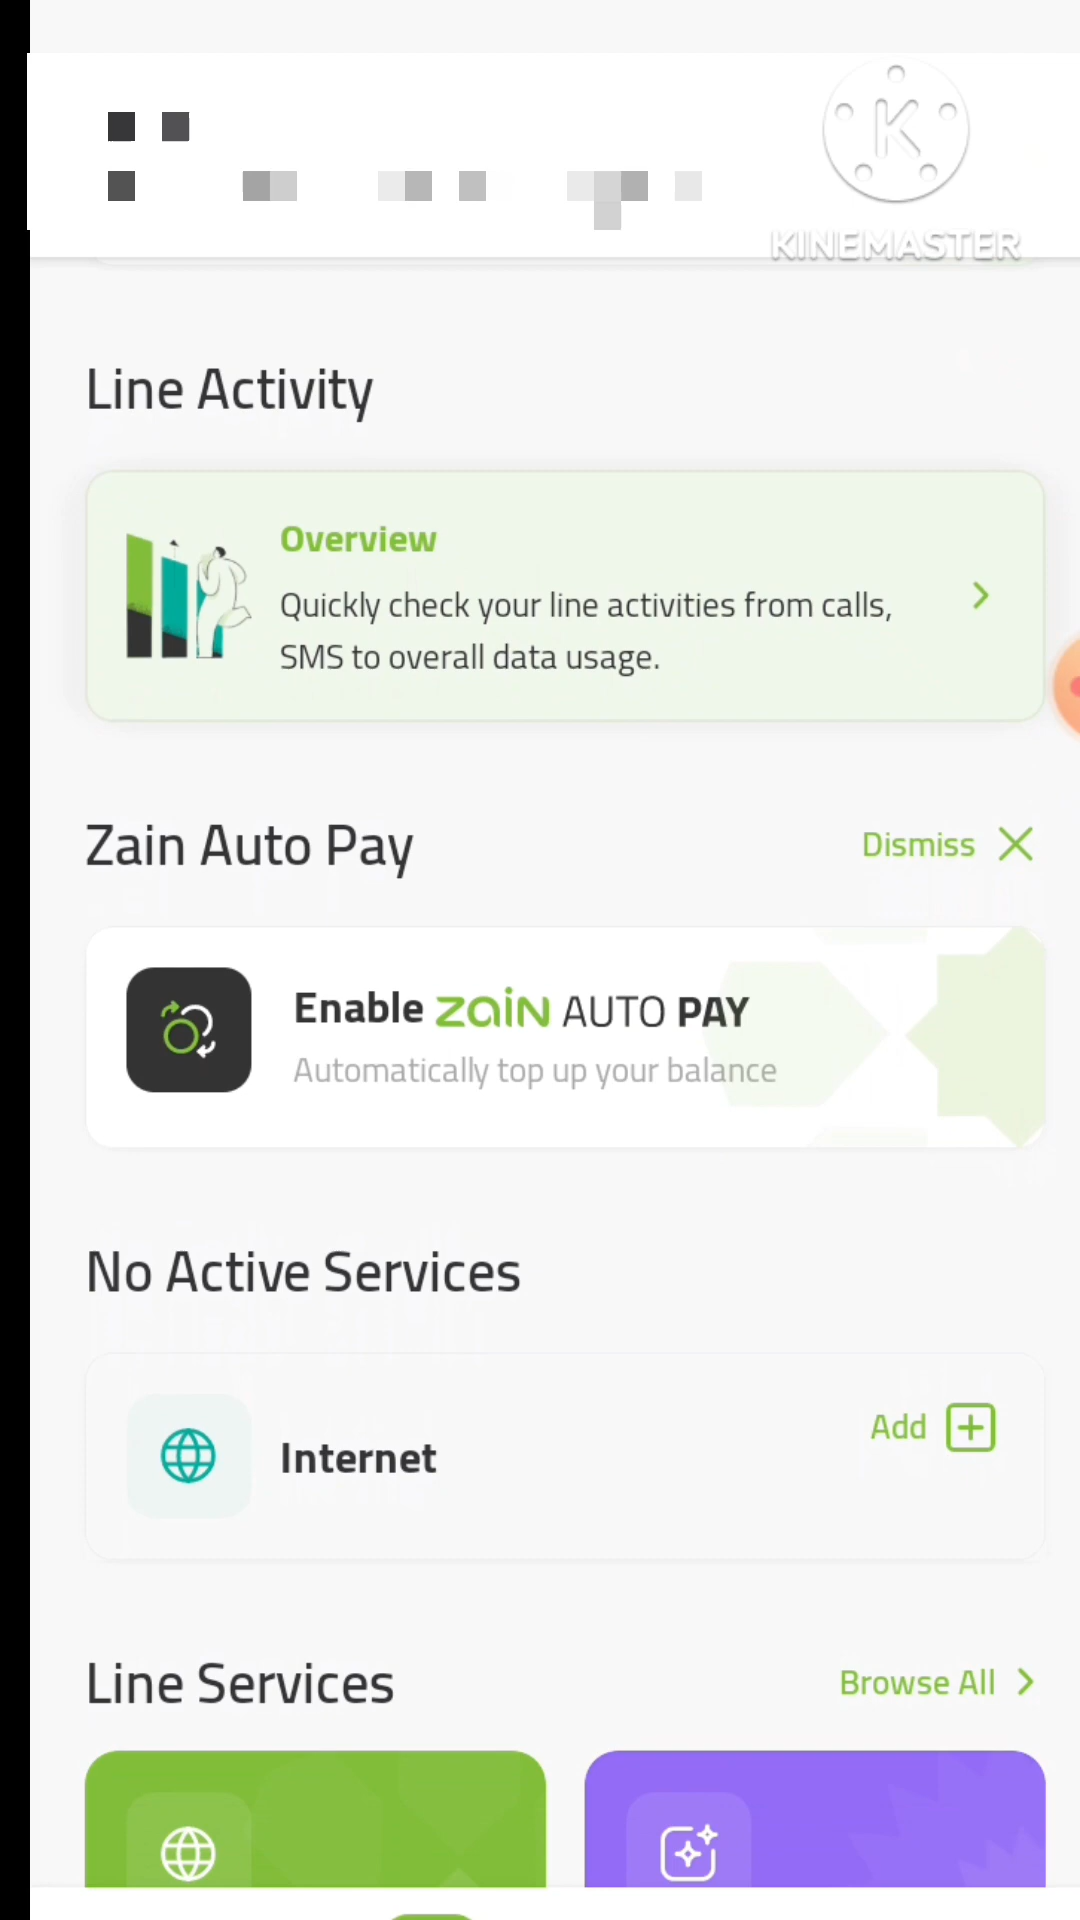 KINEMASTER
Line Activity
Overview
Quickly check your line activities from calls,
SMS to overall data usage.
Zain Auto Pay
Dismiss
Enable zain AUTO PAY
Automatically top up your balance
No Active Services
Add
Internet
Line Services
Browse All